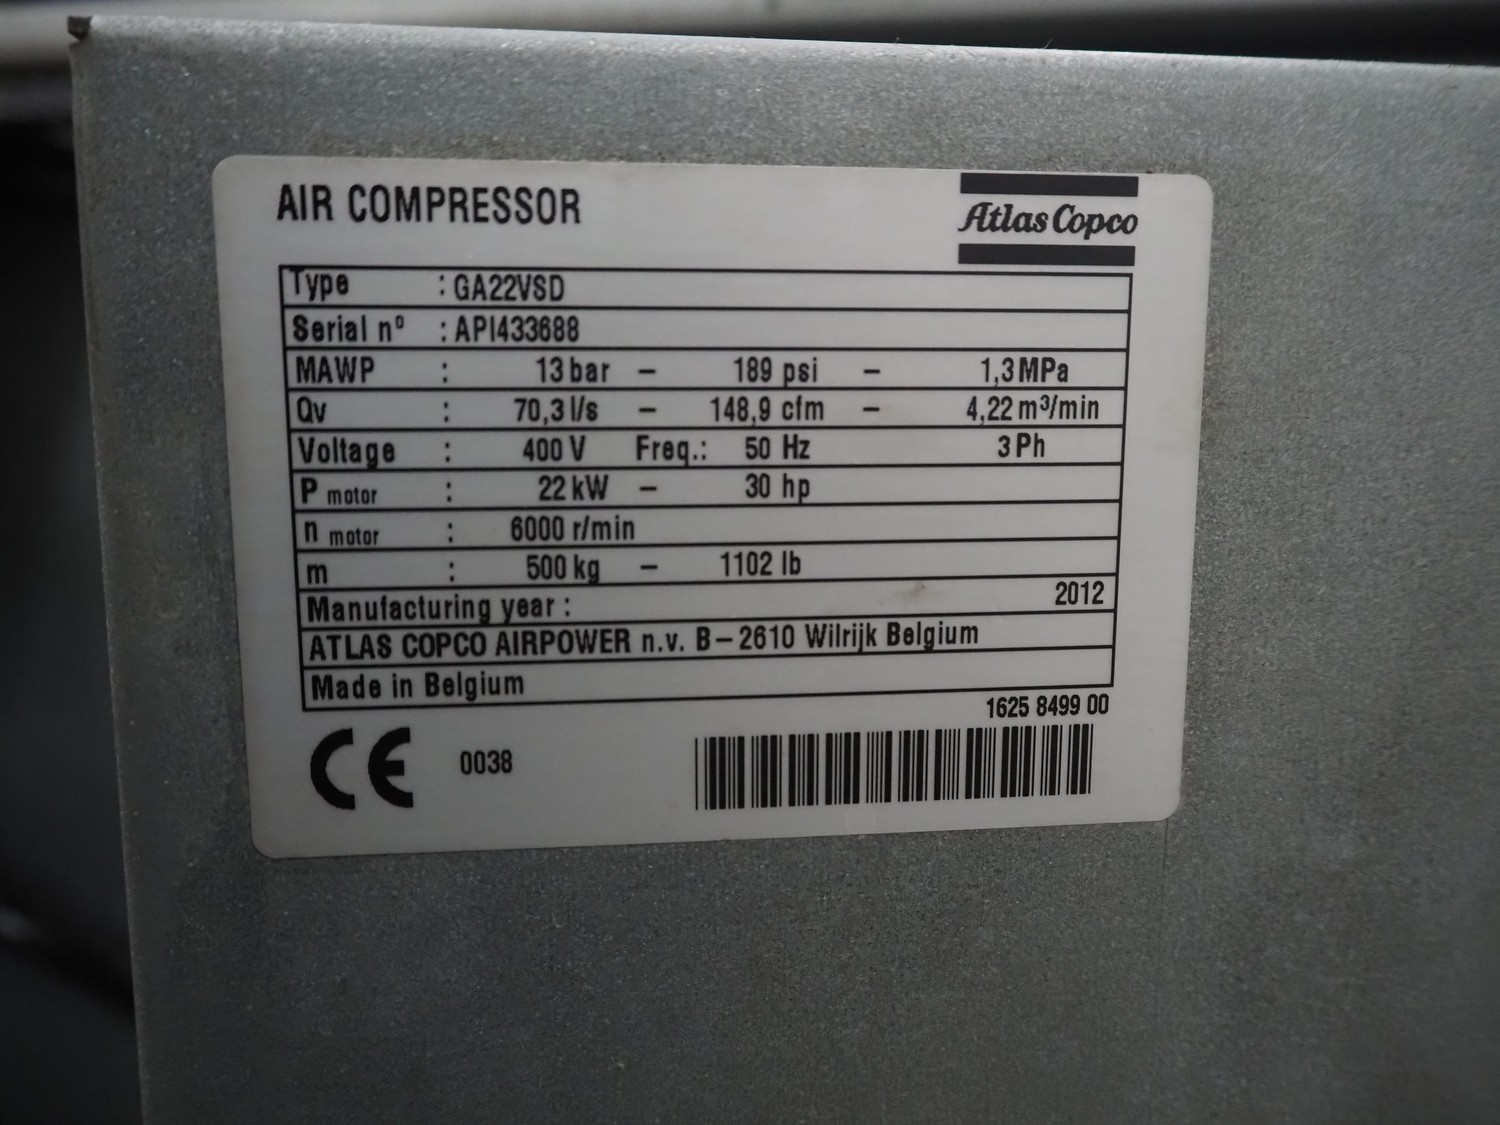 AIR COMPRESSOR
Atlas Copco
Type : GA22VSD
Serial nº : API433688
MAWP : 13 bar – 189 psi – 1,3 MPa
Qv : 70,3 l/s – 148,9 cfm – 4,22 m³/min
Voltage : 400 V Freq.: 50 Hz 3 Ph
P motor : 22 kW – 30 hp
n motor : 6000 r/min
m : 500 kg – 1102 lb
Manufacturing year : 2012
ATLAS COPCO AIRPOWER n.v. B–2610 Wilrijk Belgium
Made in Belgium
1625 8499 00
CE 0038